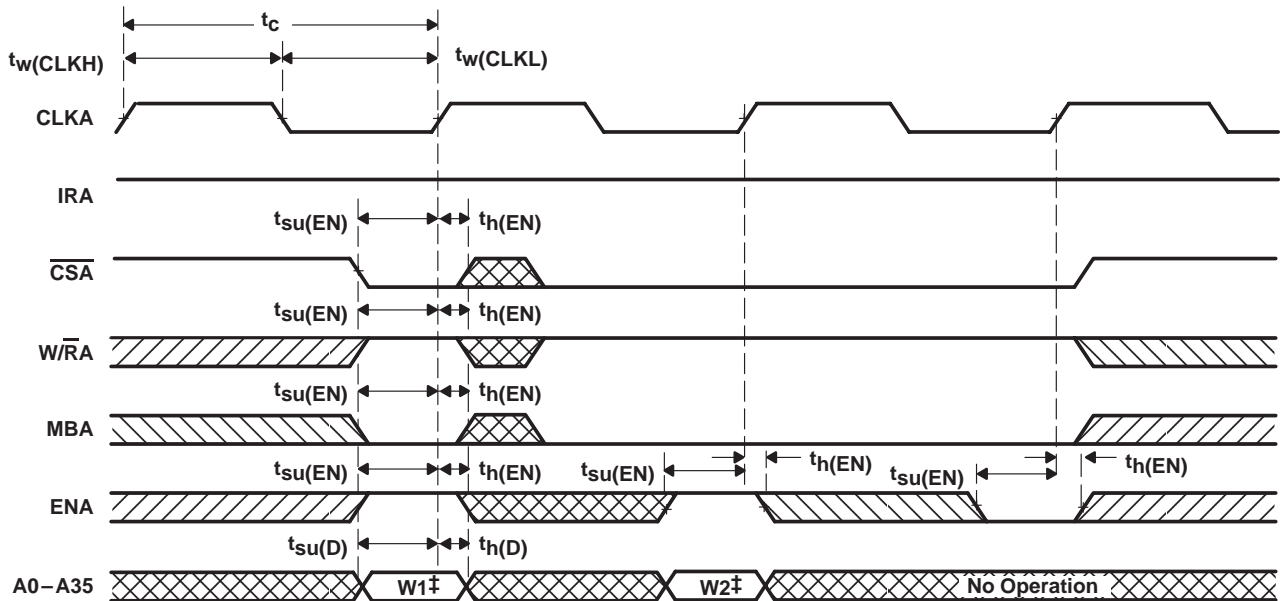 tc
tw(CLKH)
tw(CLKL)
CLKA
IRA
tsu(EN)
th(EN)
CSA
tsu(EN)
th(EN)
W/RA
tsu(EN)
th(EN)
MBA
tsu(EN)
th(EN)
tsu(EN)
th(EN)
tsu(EN)
th(EN)
ENA
tsu(D)
th(D)
A0–A35
W1‡
W2‡
No Operation